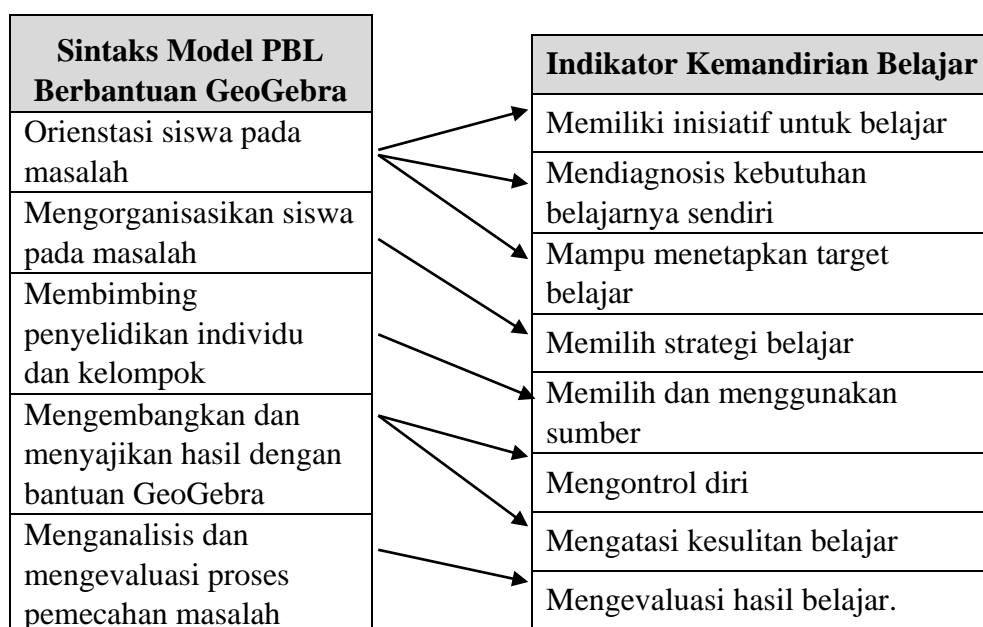 Sintaks Model PBL
Berbantuan GeoGebra
Orienstasi siswa pada
masalah
Mengorganisasikan siswa
pada masalah
Membimbing
penyelidikan individu
dan kelompok
Mengembangkan dan
menyajikan hasil dengan
bantuan GeoGebra
Menganalisis dan
mengevaluasi proses
pemecahan masalah
Indikator Kemandirian Belajar
Memiliki inisiatif untuk belajar
Mendiagnosis kebutuhan
belajarnya sendiri
Mampu menetapkan target
belajar
Memilih strategi belajar
Memilih dan menggunakan
sumber
Mengontrol diri
Mengatasi kesulitan belajar
Mengevaluasi hasil belajar.